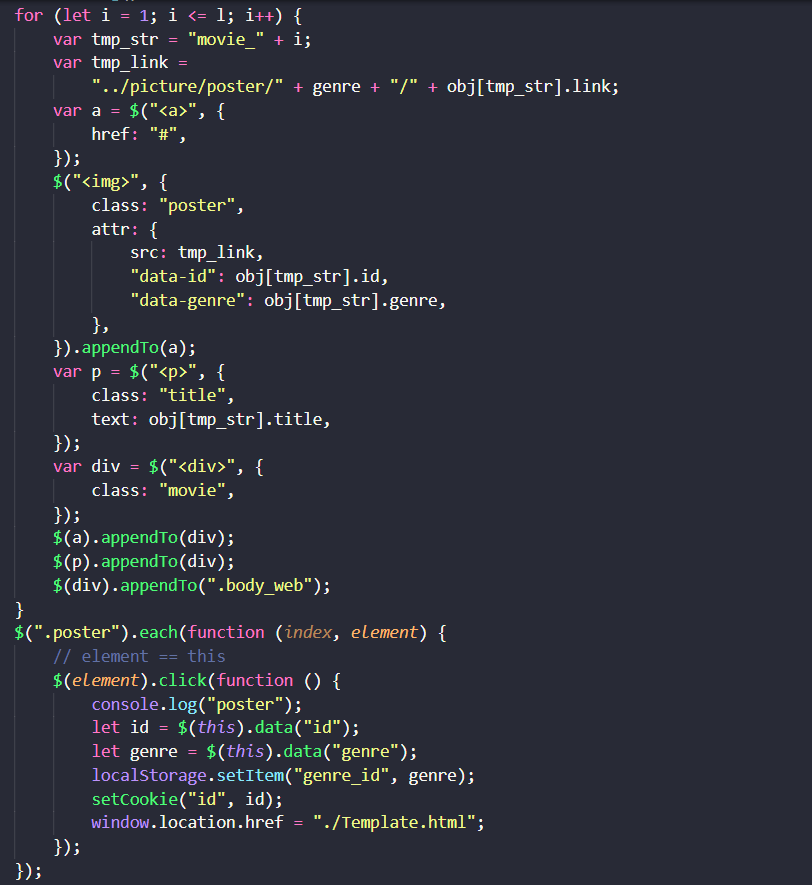 for (let i = 1; i <= l; i++) {
    var tmp_str = "movie_" + i;
    var tmp_link =
        "../picture/poster/" + genre + "/" + obj[tmp_str].link;
    var a = $("<a>", {
        href: "#",
    });
    $("<img>", {
        class: "poster",
        attr: {
            src: tmp_link,
            "data-id": obj[tmp_str].id,
            "data-genre": obj[tmp_str].genre,
        },
    }).appendTo(a);
    var p = $("<p>", {
        class: "title",
        text: obj[tmp_str].title,
    });
    var div = $("<div>", {
        class: "movie",
    });
    $(a).appendTo(div);
    $(p).appendTo(div);
    $(div).appendTo(".body_web");
}
$(".poster").each(function (index, element) {
    // element == this
    $(element).click(function () {
        console.log("poster");
        let id = $(this).data("id");
        let genre = $(this).data("genre");
        localStorage.setItem("genre_id", genre);
        setCookie("id", id);
        window.location.href = "./Template.html";
    });
});